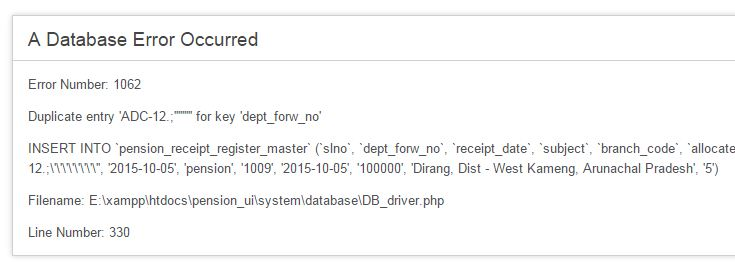 A Database Error Occurred
Error Number: 1062
Duplicate entry 'ADC-12.;''''''''' for key 'dept_forw_no'
INSERT INTO `pension_receipt_register_master` (`slno`, `dept_forw_no`, `receipt_date`, `subject`, `branch_code`, `allocate
12.;\'\'\'\'\'\'\'\'', '2015-10-05', 'pension', '1009', '2015-10-05', '100000', 'Dirang, Dist - West Kameng, Arunachal Pradesh', '5')
Filename: E:\xampp\htdocs\pension_ui\system\database\DB_driver.php
Line Number: 330